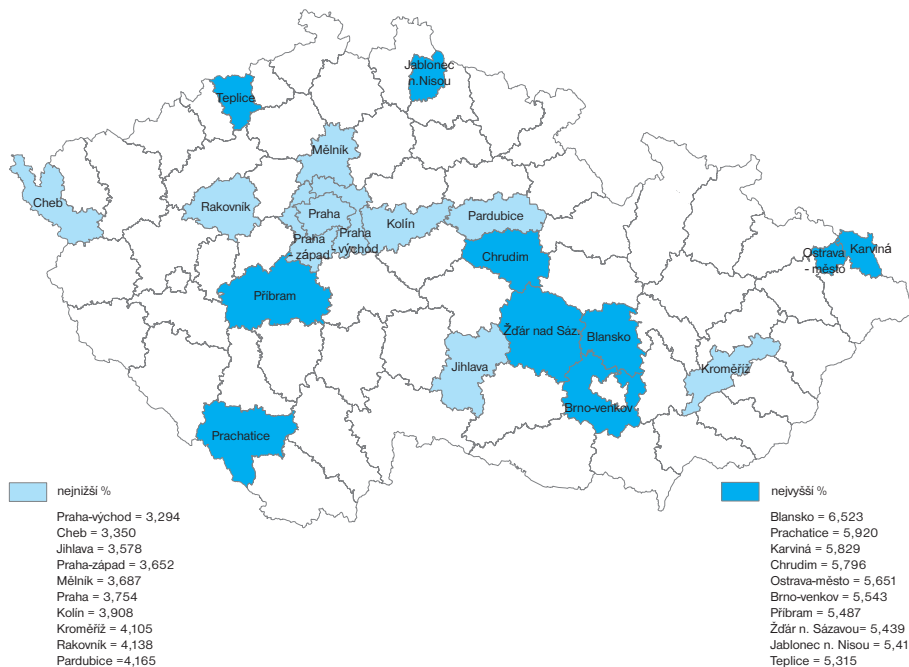 Jablonec
n.Nisou
Teplice
Mělník
Cheb
Rakovník
Praha
Kolín
Pardubice
Praha
- západ
Praha
- východ
Chrudim
Ostrava
- město
Karviná
Příbram
Žďár nad Sáz.
Blansko
Jihlava
Kroměříž
Brno-venkov
Prachatice
nejnižší %
Praha-východ = 3,294
Cheb = 3,350
Jihlava = 3,578
Praha-západ = 3,652
Mělník = 3,687
Praha = 3,754
Kolín = 3,908
Kroměříž = 4,105
Rakovník = 4,138
Pardubice =4,165
nejvyšší %
Blansko = 6,523
Prachatice = 5,920
Karviná = 5,829
Chrudim = 5,796
Ostrava-město = 5,651
Brno-venkov = 5,543
Příbram = 5,487
Žďár n. Sázavou= 5,439
Jablonec n. Nisou = 5,41
Teplice = 5,315